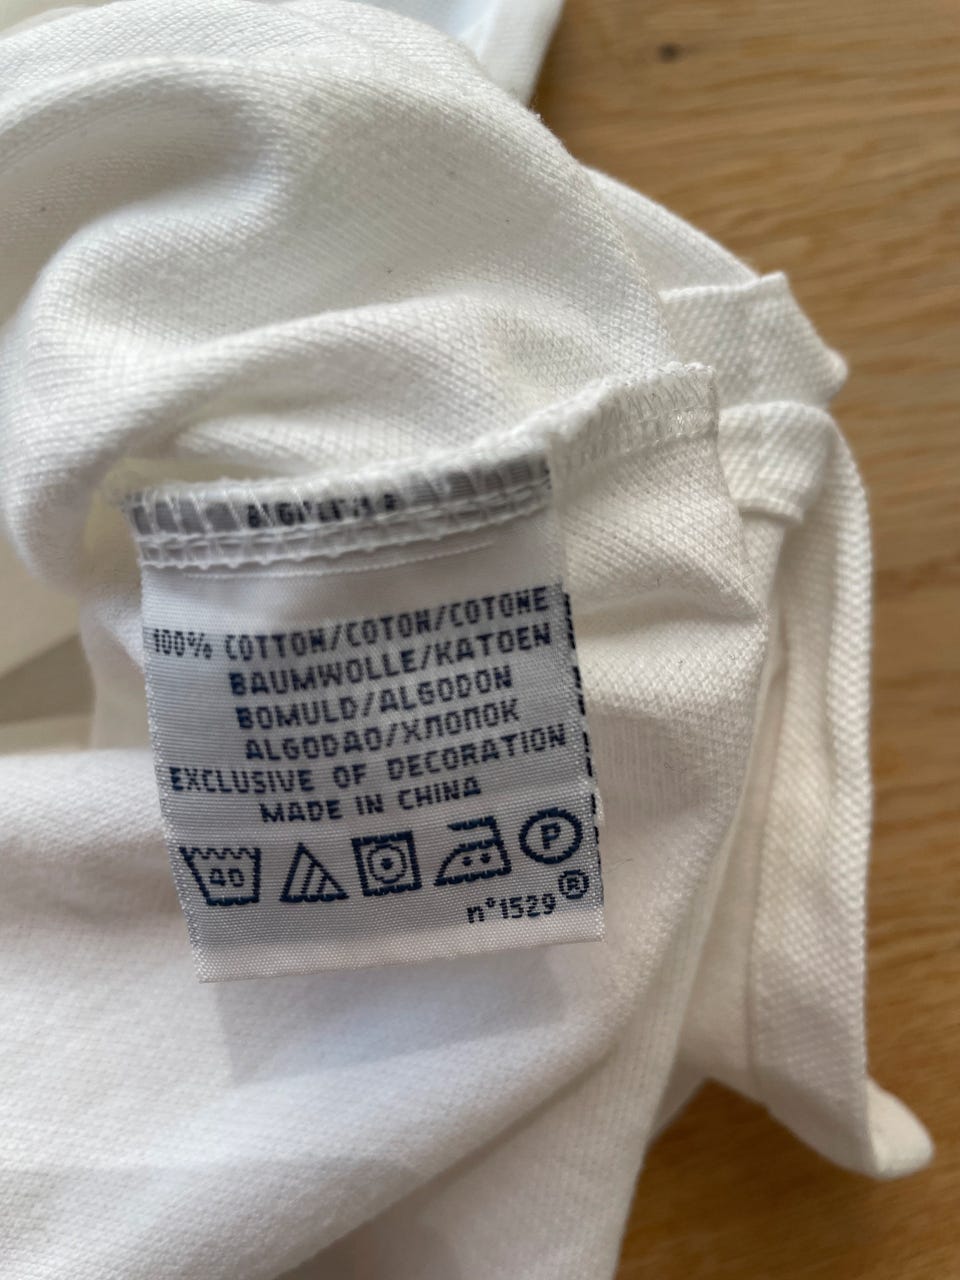 100% COTTON/COTON/COTONE
BAUMWOLLE/KATOEN
BOMULD/ALGODON
ALGODAO/ХЛОПОК
EXCLUSIVE OF DECORATION
MADE IN CHINA
40 P
n°1529®